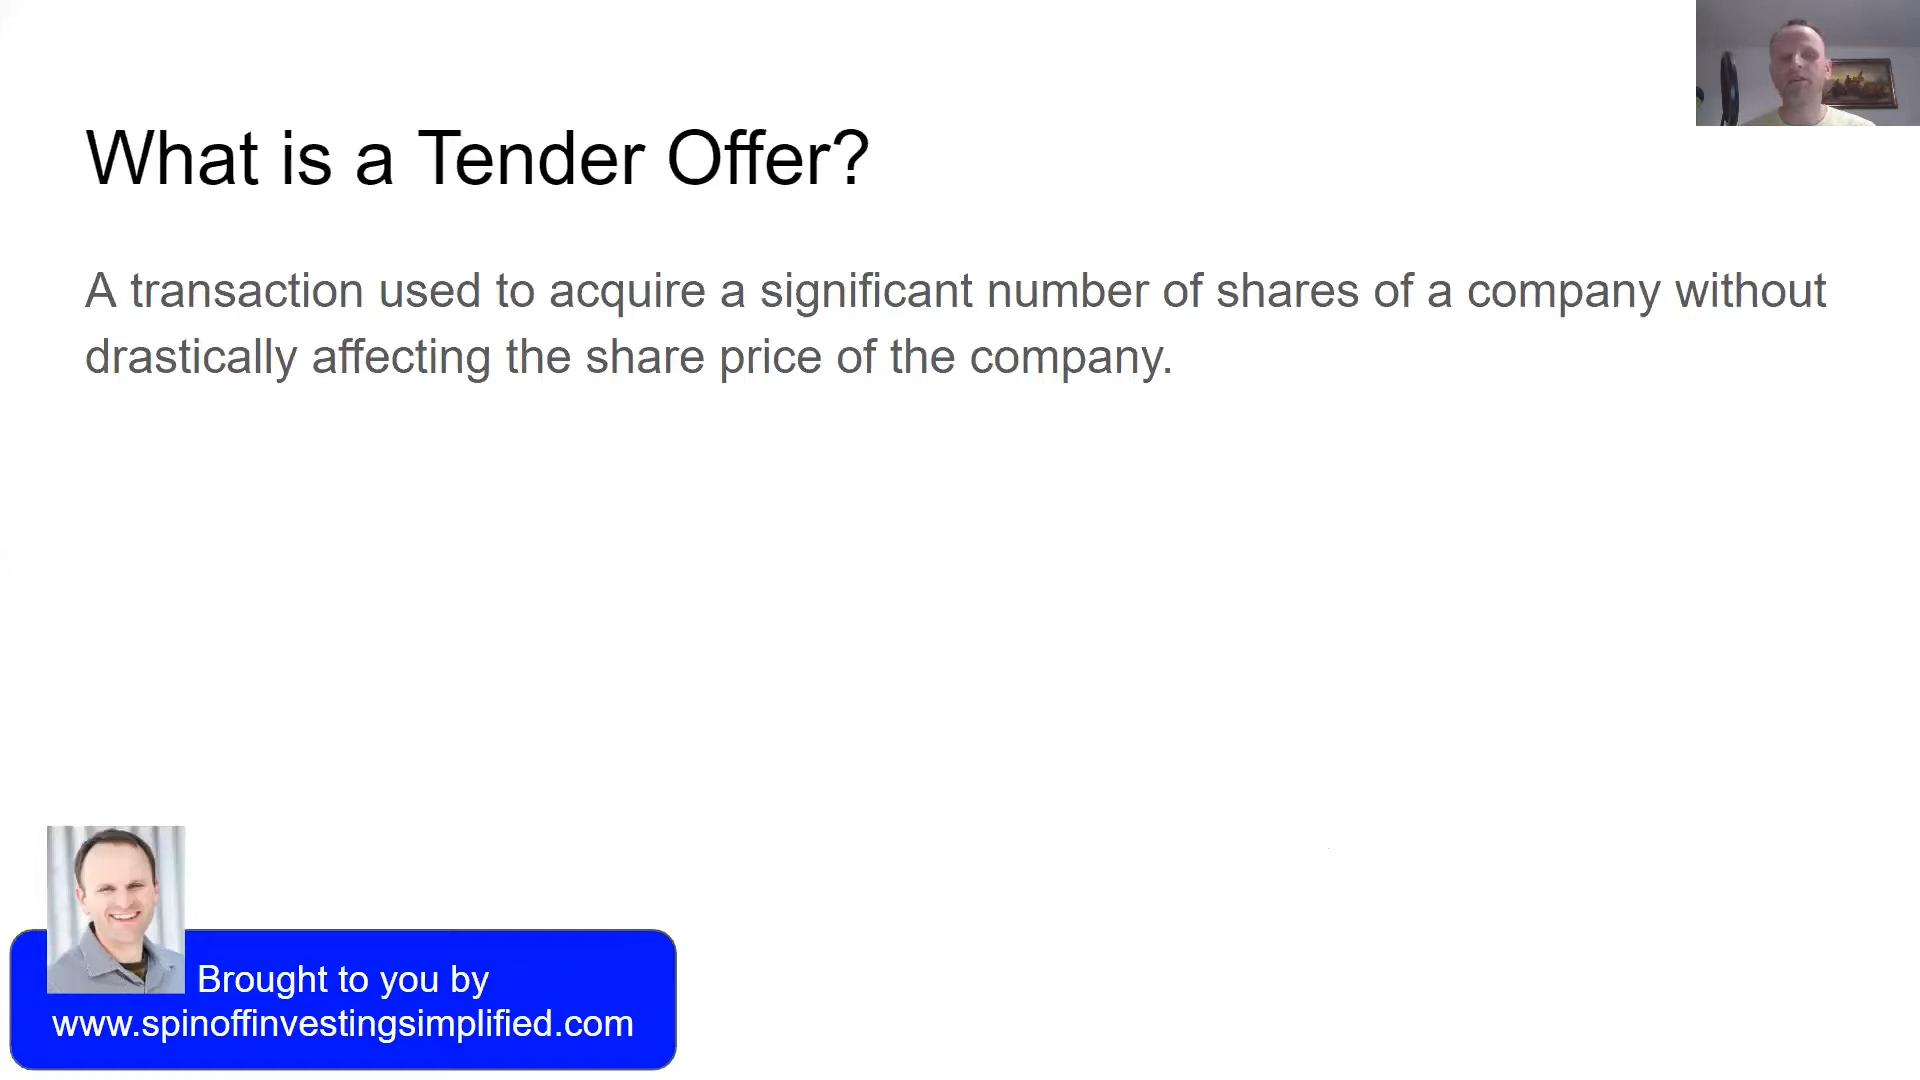 What is a Tender Offer?
A transaction used to acquire a significant number of shares of a company without
drastically affecting the share price of the company.
Brought to you by
www.spinoffinvestingsimplified.com